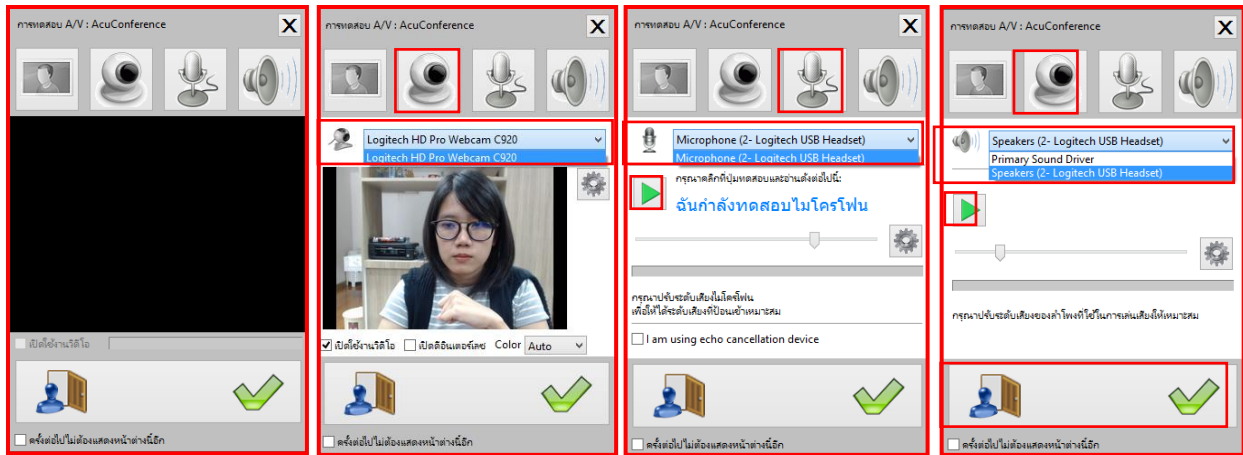 การทดสอบ A/V : AcuConference
X
เปิดใช้งานวิดีโอ
ครั้งต่อไปไม่ต้องแสดงหน้าต่างนี้อีก
การทดสอบ A/V : AcuConference
X
Logitech HD Pro Webcam C920
Logitech HD Pro Webcam C920
เปิดใช้งานวิดีโอ เปิดดีอินเตอร์เลซ Color Auto
ครั้งต่อไปไม่ต้องแสดงหน้าต่างนี้อีก
การทดสอบ A/V : AcuConference
X
Microphone (2- Logitech USB Headset)
Microphone (2- Logitech USB Headset)
กรุณาคลิกที่ปุ่มทดสอบและอ่านดังต่อไปนี้:
ฉันกำลังทดสอบไมโครโฟน
กรุณาปรับระดับเสียงไมโครโฟน
เพื่อให้ได้ระดับเสียงที่ป้อนเข้าเหมาะสม
I am using echo cancellation device
ครั้งต่อไปไม่ต้องแสดงหน้าต่างนี้อีก
การทดสอบ A/V : AcuConference
X
Speakers (2- Logitech USB Headset)
Primary Sound Driver
Speakers (2- Logitech USB Headset)
กรุณาปรับระดับเสียงของลำโพงที่ใช้ในการเล่นเสียงให้เหมาะสม
ครั้งต่อไปไม่ต้องแสดงหน้าต่างนี้อีก